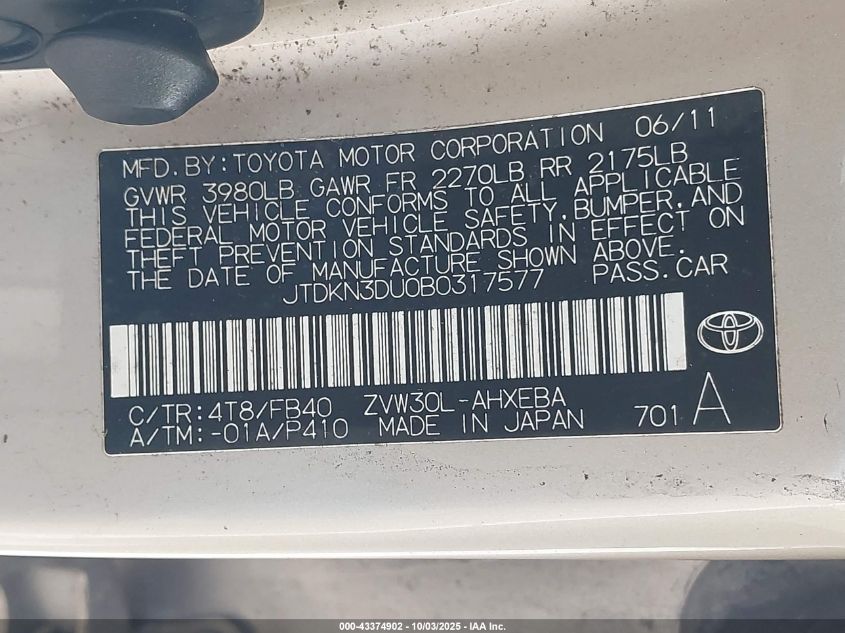 MFD. BY: TOYOTA MOTOR CORPORATION 06/11
GVWR 3980LB GAWR FR 2270LB RR 2175LB
THIS VEHICLE CONFORMS TO ALL APPLICABLE
FEDERAL MOTOR VEHICLE SAFETY, BUMPER, AND
THEFT PREVENTION STANDARDS IN EFFECT ON
THE DATE OF MANUFACTURE SHOWN ABOVE.
JTDKN3DU0B0317577 PASS. CAR
C/TR: 4T8/FB40 ZVW30L-AHXEBA
A/TM: -01A/P410 MADE IN JAPAN 701 A
000-43374902 - 10/03/2025 - IAA Inc.